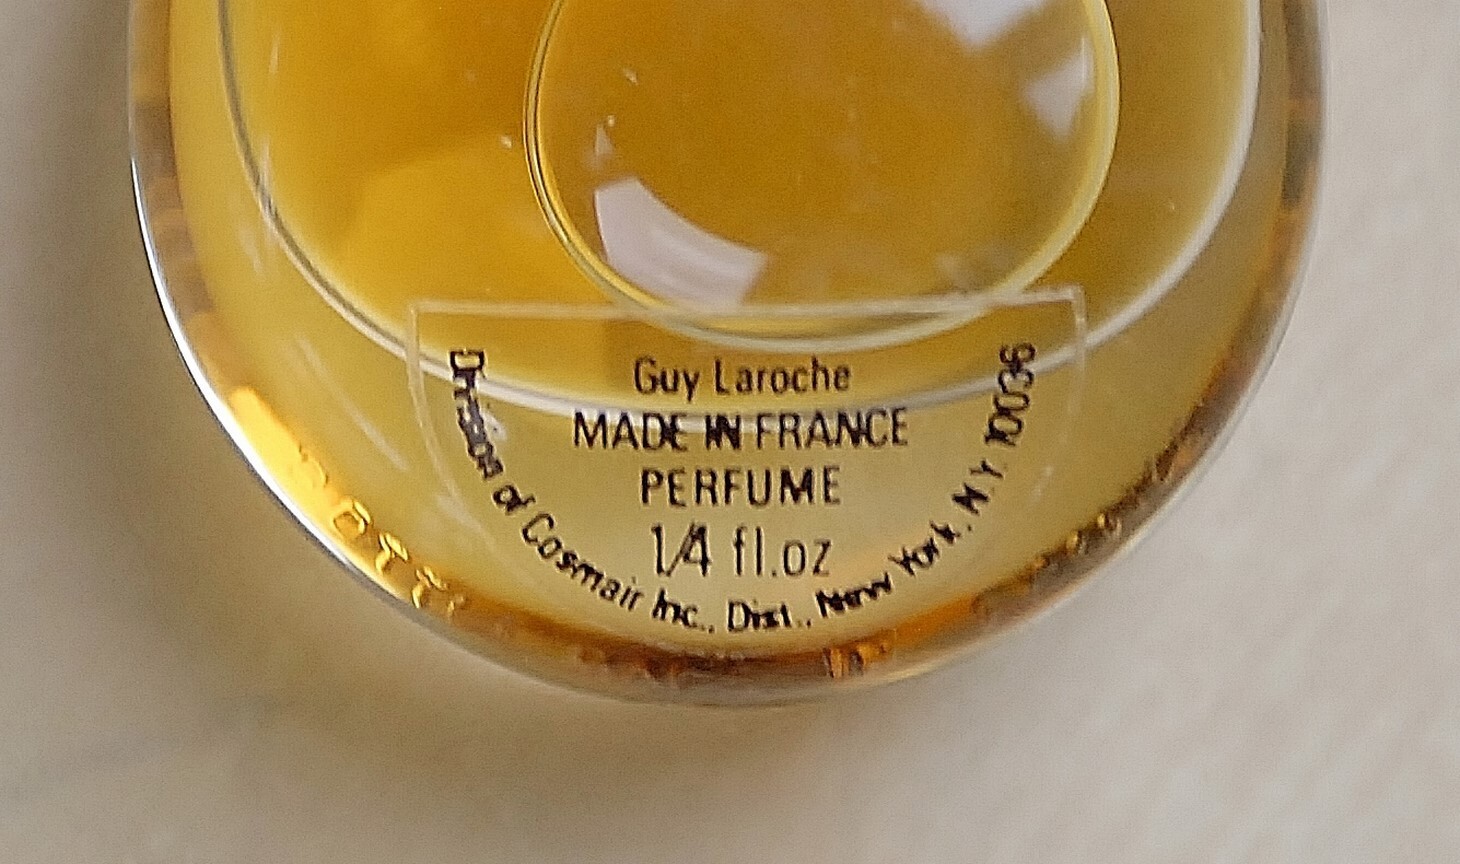 Guy Laroche
MADE IN FRANCE
PERFUME
1/4 fl.oz
Division of Cosmair Inc., Dist., New York, N.Y. 10036